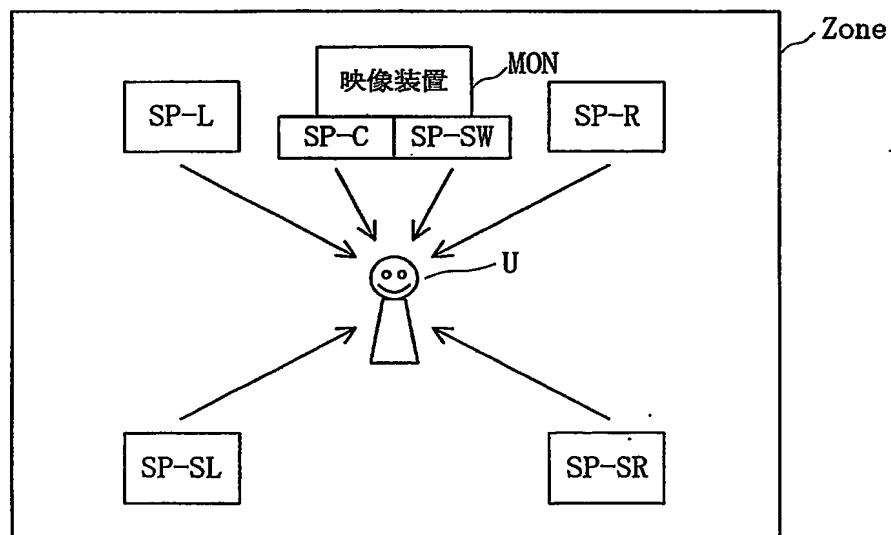 Zone
映像装置
MON
SP-L
SP-C
SP-SW
SP-R
U
SP-SL
SP-SR